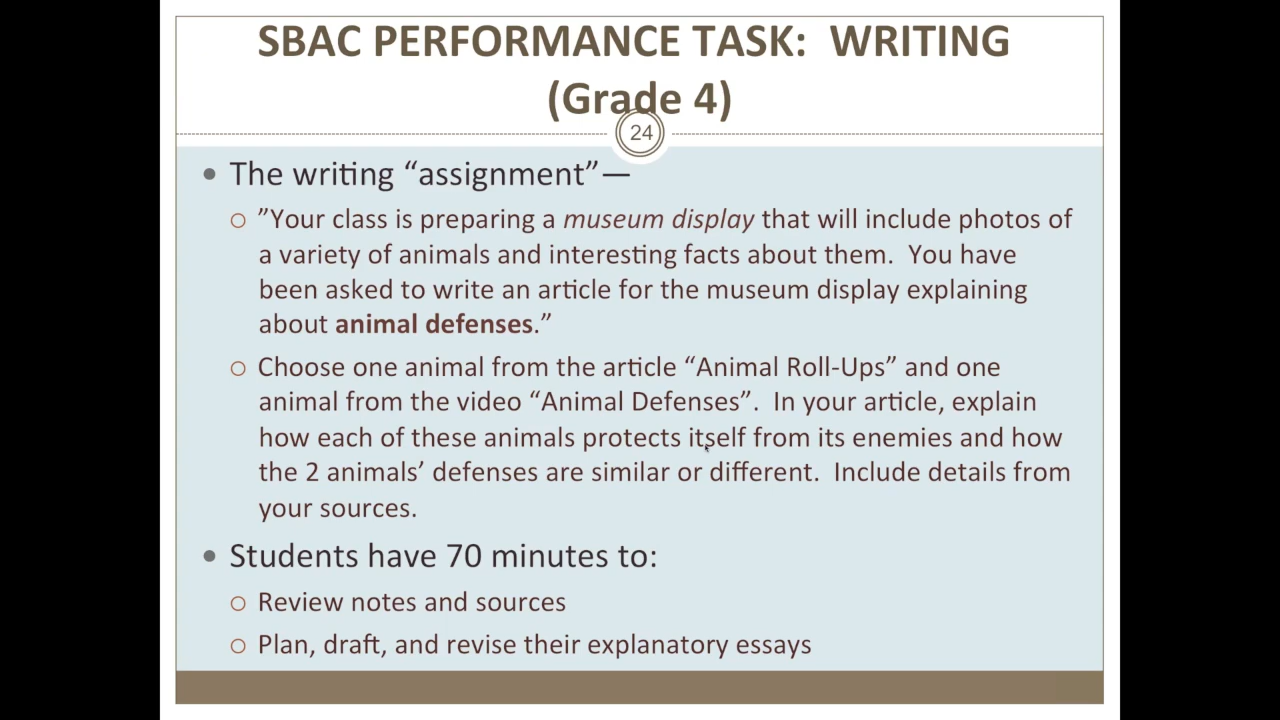 SBAC PERFORMANCE TASK:  WRITING
(Grade 4)
24
• The writing “assignment”—
○ ”Your class is preparing a museum display that will include photos of
a variety of animals and interesting facts about them.  You have
been asked to write an article for the museum display explaining
about animal defenses.”
○ Choose one animal from the article “Animal Roll-Ups” and one
animal from the video “Animal Defenses”.  In your article, explain
how each of these animals protects itself from its enemies and how
the 2 animals’ defenses are similar or different.  Include details from
your sources.
• Students have 70 minutes to:
○ Review notes and sources
○ Plan, draft, and revise their explanatory essays